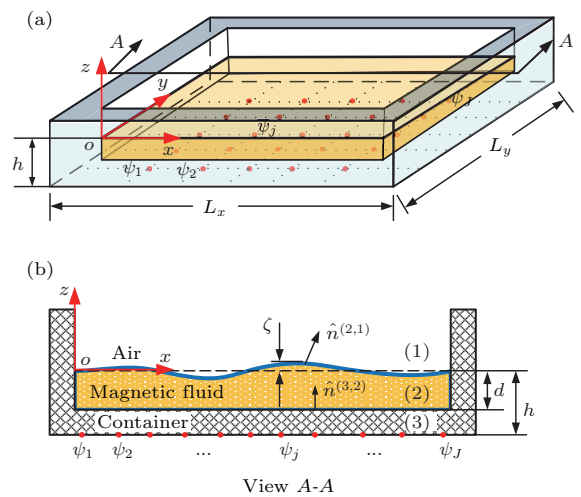 (a)
A
A
z
y
ψ_J
ψ_j
o
x
h
ψ_1
ψ_2
L_y
L_x
(b)
z
ζ
n̂^(2,1)
o
Air
x
(1)
Magnetic fluid
n̂^(3,2)
(2)
d
h
Container
(3)
ψ_1 ψ_2 ... ψ_j ... ψ_J
View A-A